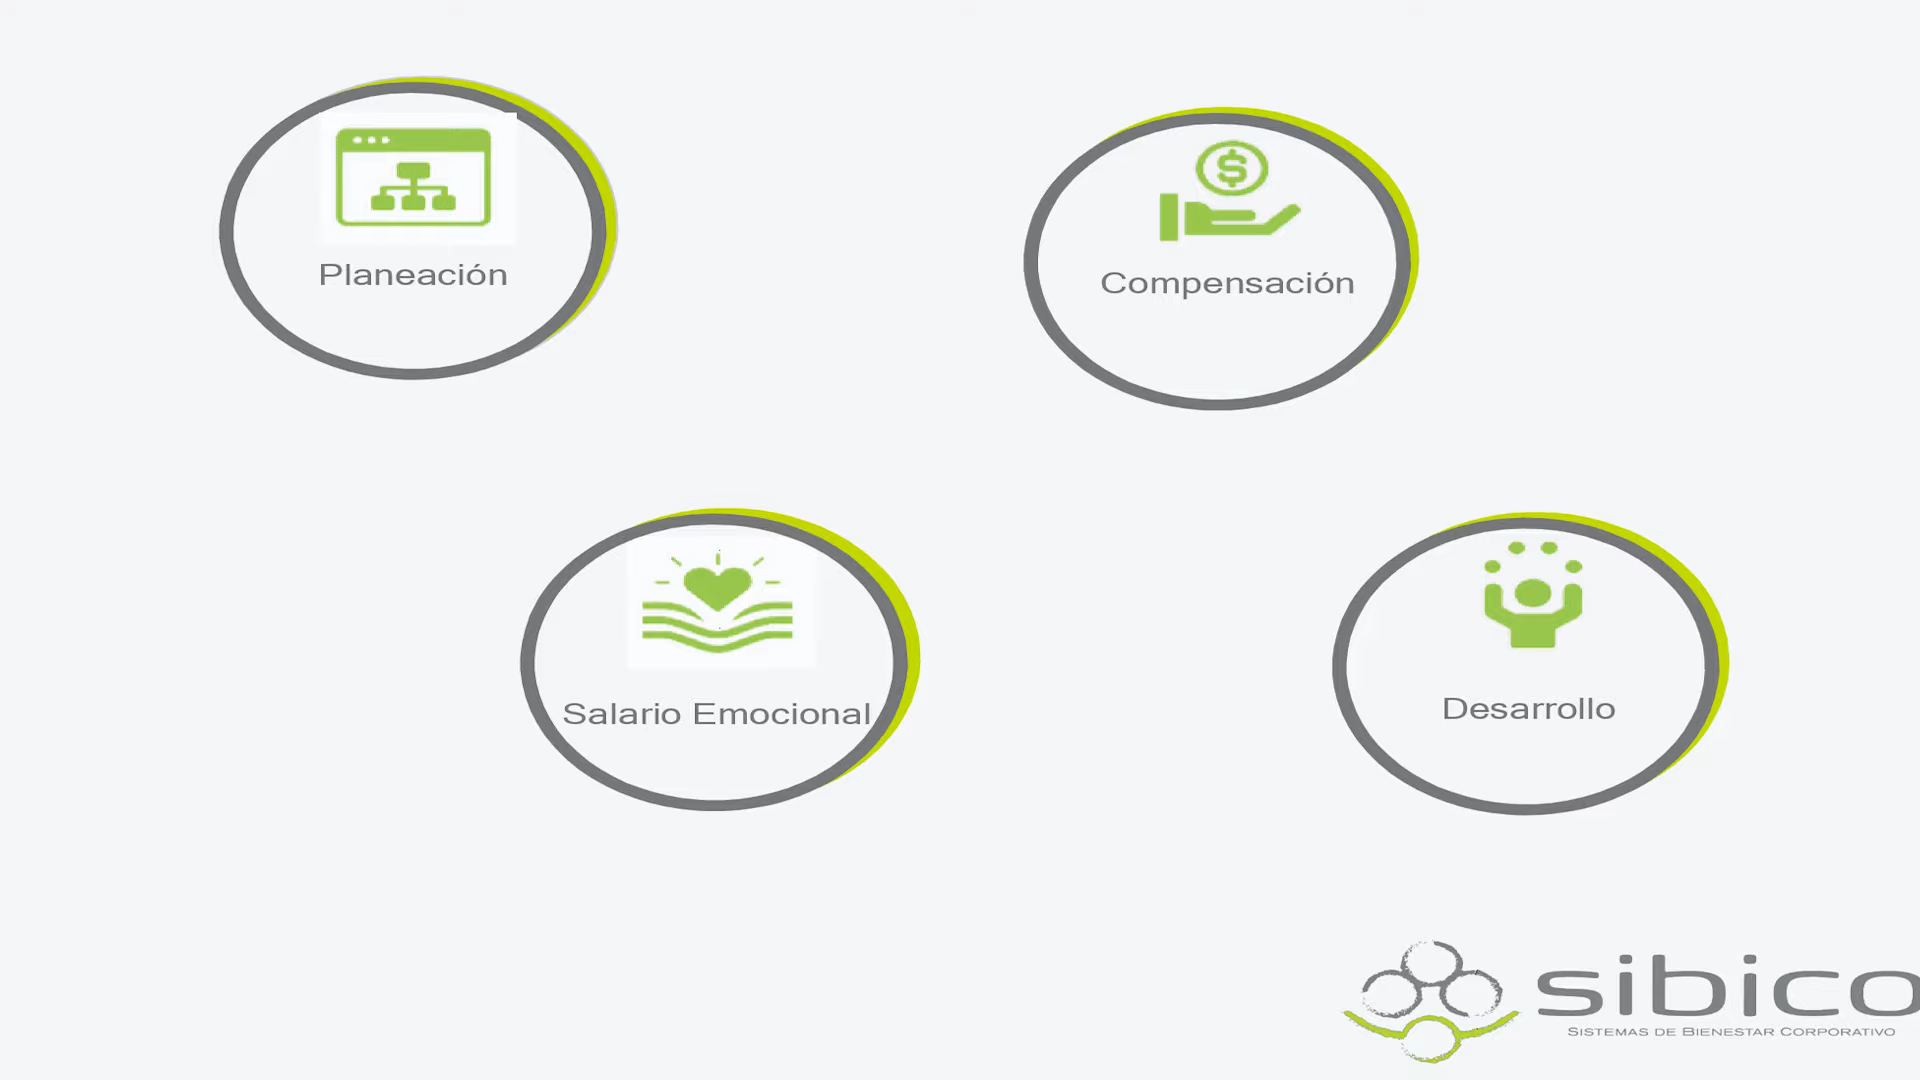 Planeación
Compensación
Salario Emocional
Desarrollo
sibico
Sistemas de Bienestar Corporativo